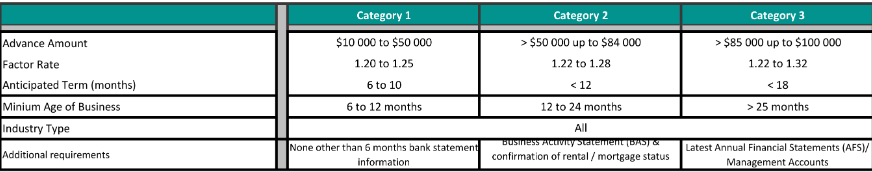 Category 1 Category 2 Category 3
Advance Amount $10 000 to $50 000 > $50 000 up to $84 000 > $85 000 up to $100 000
Factor Rate 1.20 to 1.25 1.22 to 1.28 1.22 to 1.32
Anticipated Term (months) 6 to 10 < 12 < 18
Minium Age of Business 6 to 12 months 12 to 24 months > 25 months
Industry Type All
Additional requirements None other than 6 months bank statement information Business Activity Statement (BAS) & confirmation of rental / mortgage status Latest Annual Financial Statements (AFS)/ Management Accounts